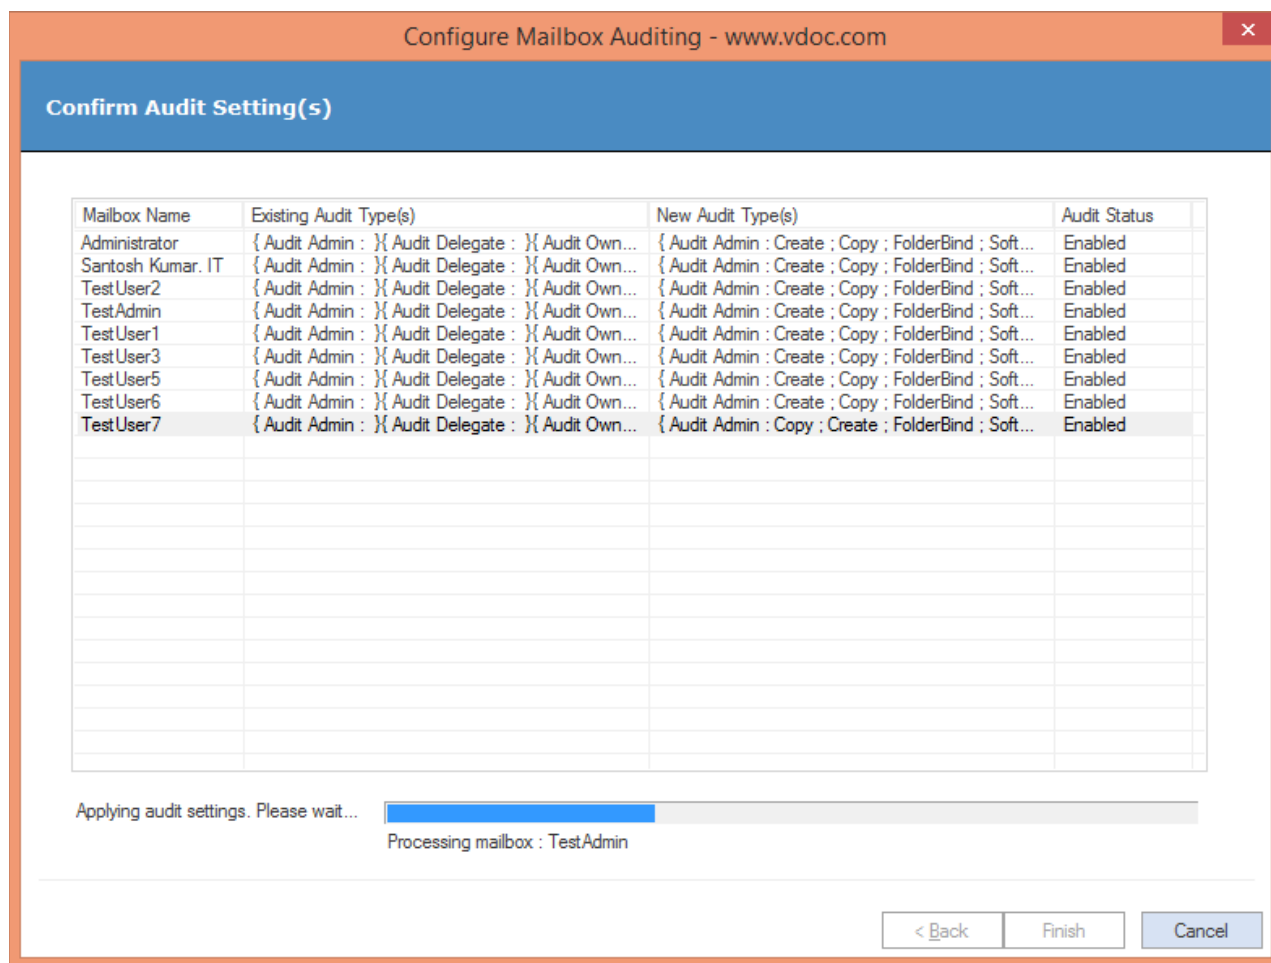 Configure Mailbox Auditing - www.vdoc.com
Confirm Audit Setting(s)
Mailbox Name Existing Audit Type(s) New Audit Type(s) Audit Status
Administrator { Audit Admin : }{ Audit Delegate : }{ Audit Own... { Audit Admin : Create ; Copy ; FolderBind ; Soft... Enabled
Santosh Kumar. IT { Audit Admin : }{ Audit Delegate : }{ Audit Own... { Audit Admin : Create ; Copy ; FolderBind ; Soft... Enabled
TestUser2 { Audit Admin : }{ Audit Delegate : }{ Audit Own... { Audit Admin : Create ; Copy ; FolderBind ; Soft... Enabled
TestAdmin { Audit Admin : }{ Audit Delegate : }{ Audit Own... { Audit Admin : Create ; Copy ; FolderBind ; Soft... Enabled
TestUser1 { Audit Admin : }{ Audit Delegate : }{ Audit Own... { Audit Admin : Create ; Copy ; FolderBind ; Soft... Enabled
TestUser3 { Audit Admin : }{ Audit Delegate : }{ Audit Own... { Audit Admin : Create ; Copy ; FolderBind ; Soft... Enabled
TestUser5 { Audit Admin : }{ Audit Delegate : }{ Audit Own... { Audit Admin : Create ; Copy ; FolderBind ; Soft... Enabled
TestUser6 { Audit Admin : }{ Audit Delegate : }{ Audit Own... { Audit Admin : Create ; Copy ; FolderBind ; Soft... Enabled
TestUser7 { Audit Admin : }{ Audit Delegate : }{ Audit Own... { Audit Admin : Copy ; Create ; FolderBind ; Soft... Enabled
Applying audit settings. Please wait...
Processing mailbox : TestAdmin
< Back Finish Cancel